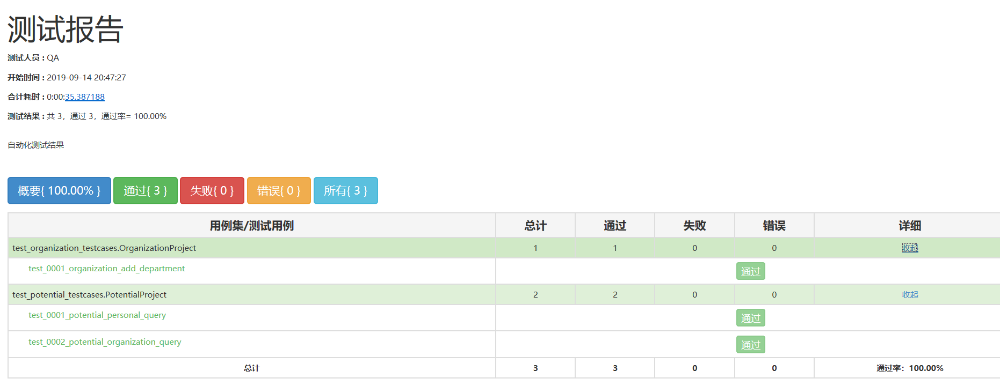 测试报告
测试人员 : QA
开始时间 : 2019-09-14 20:47:27
合计耗时 : 0:00:35.387188
测试结果 : 共 3，通过 3，通过率= 100.00%
自动化测试结果
概要{ 100.00% } 通过{ 3 } 失败{ 0 } 错误{ 0 } 所有{ 3 }
用例集/测试用例 总计 通过 失败 错误 详细
test_organization_testcases.OrganizationProject 1 1 0 0 收起
test_0001_organization_add_department 通过
test_potential_testcases.PotentialProject 2 2 0 0 收起
test_0001_potential_personal_query 通过
test_0002_potential_organization_query 通过
总计 3 3 0 0 通过率：100.00%